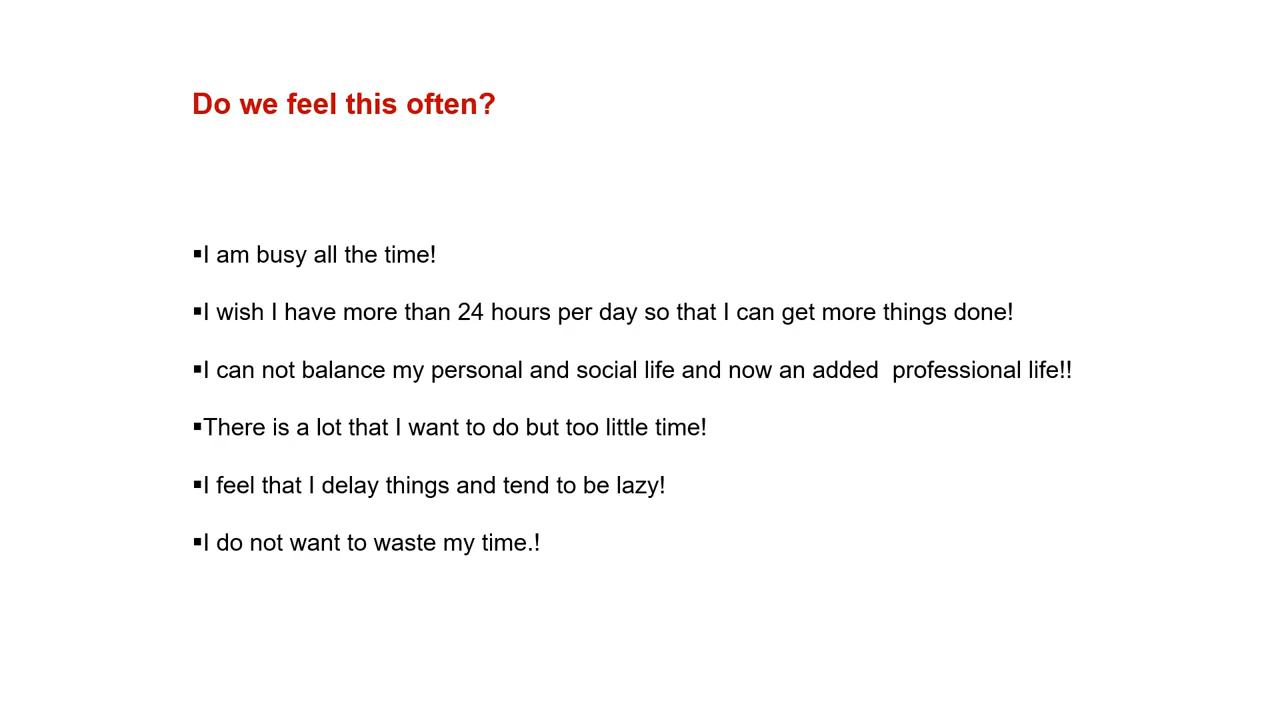 Do we feel this often?
▪I am busy all the time!
▪I wish I have more than 24 hours per day so that I can get more things done!
▪I can not balance my personal and social life and now an added  professional life!!
▪There is a lot that I want to do but too little time!
▪I feel that I delay things and tend to be lazy!
▪I do not want to waste my time.!